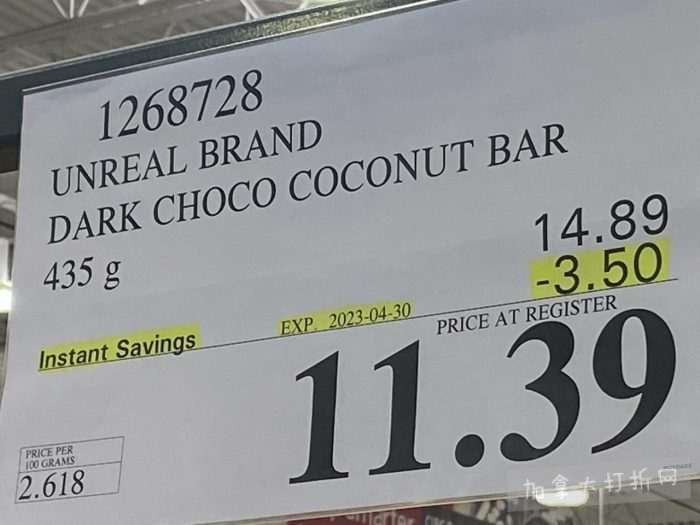 1268728
UNREAL BRAND
DARK CHOCO COCONUT BAR
435 g
14.89
-3.50
Instant Savings
EXP. 2023-04-30
PRICE AT REGISTER
11.39
PRICE PER
100 GRAMS
2.618
加拿大打折网